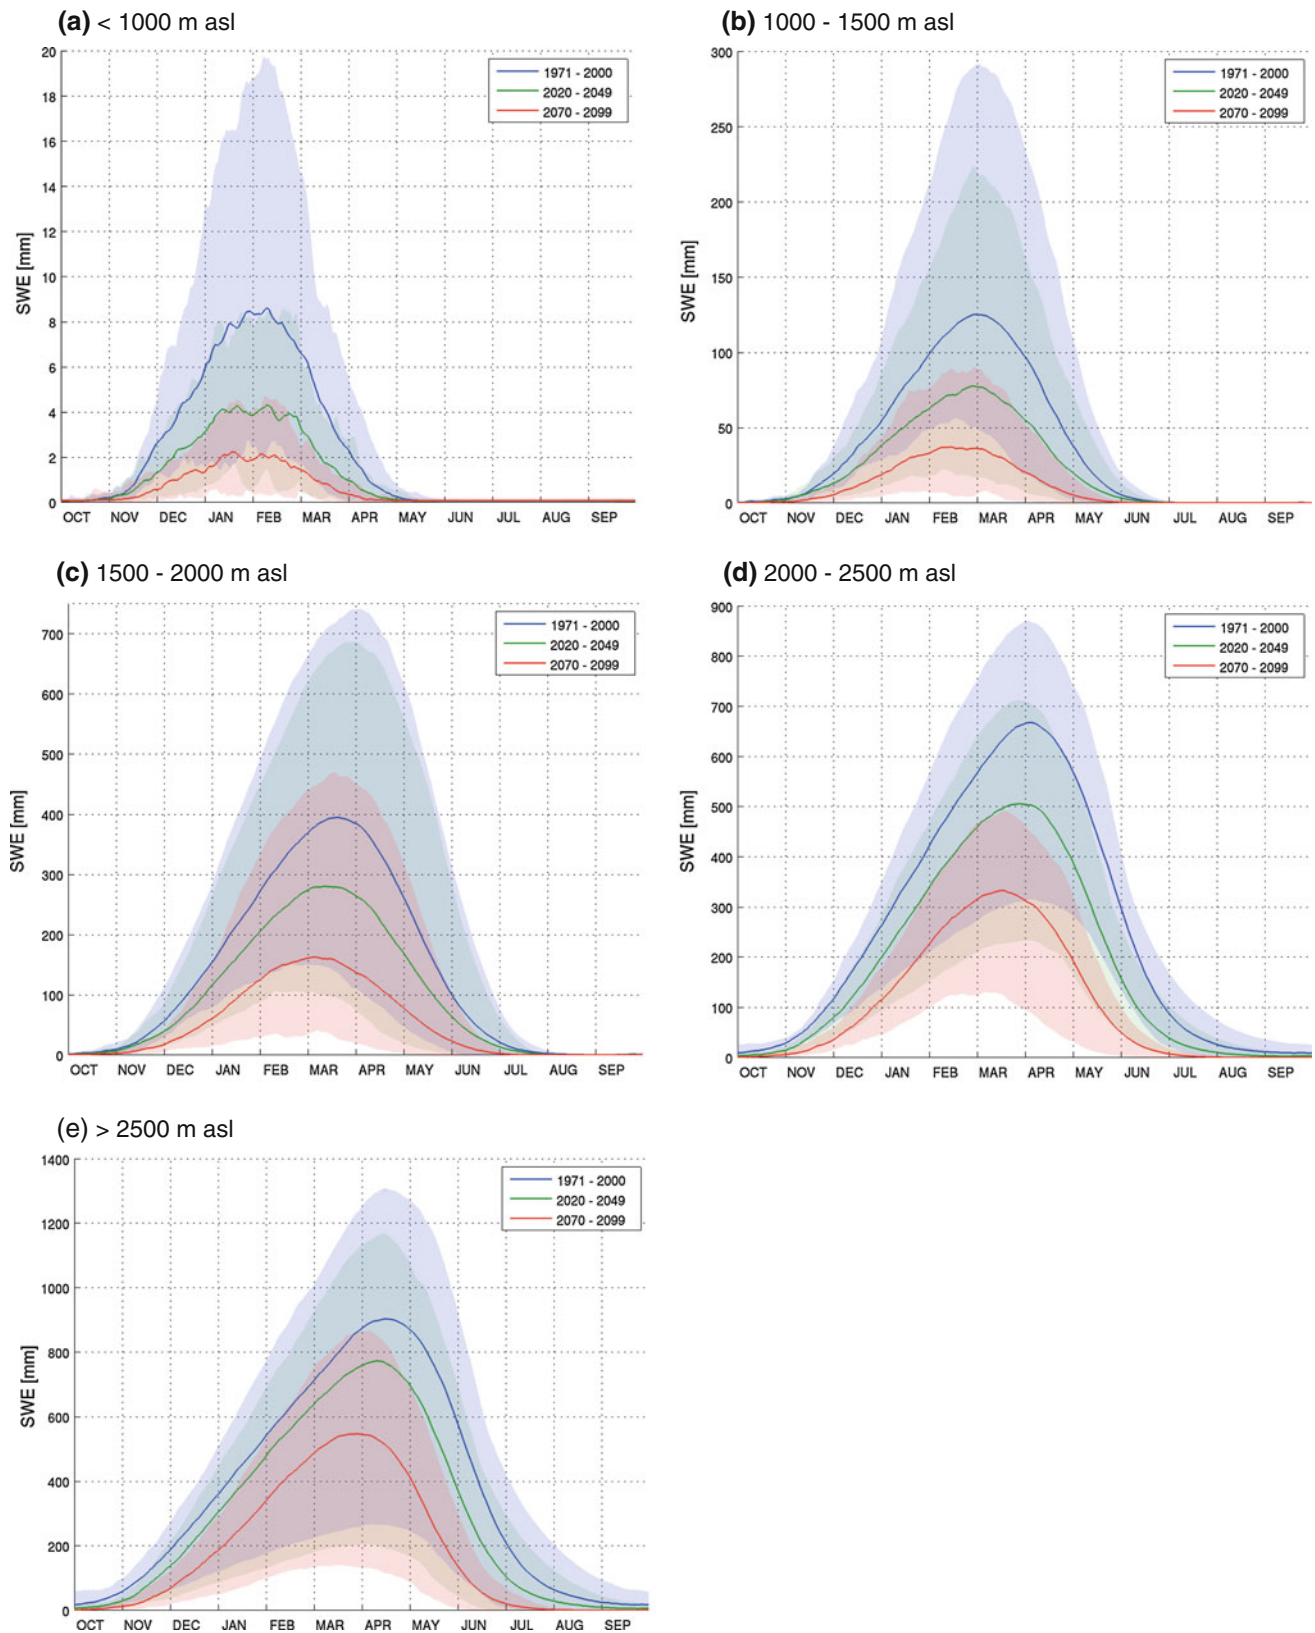 (a) < 1000 m asl
20
18
16
14
12
10
8
6
4
2
0
SWE [mm]
1971 - 2000
2020 - 2049
2070 - 2099
OCT NOV DEC JAN FEB MAR APR MAY JUN JUL AUG SEP
(b) 1000 - 1500 m asl
300
250
200
150
100
50
0
SWE [mm]
1971 - 2000
2020 - 2049
2070 - 2099
OCT NOV DEC JAN FEB MAR APR MAY JUN JUL AUG SEP
(c) 1500 - 2000 m asl
700
600
500
400
300
200
100
0
SWE [mm]
1971 - 2000
2020 - 2049
2070 - 2099
OCT NOV DEC JAN FEB MAR APR MAY JUN JUL AUG SEP
(d) 2000 - 2500 m asl
900
800
700
600
500
400
300
200
100
0
SWE [mm]
1971 - 2000
2020 - 2049
2070 - 2099
OCT NOV DEC JAN FEB MAR APR MAY JUN JUL AUG SEP
(e) > 2500 m asl
1400
1200
1000
800
600
400
200
0
SWE [mm]
1971 - 2000
2020 - 2049
2070 - 2099
OCT NOV DEC JAN FEB MAR APR MAY JUN JUL AUG SEP